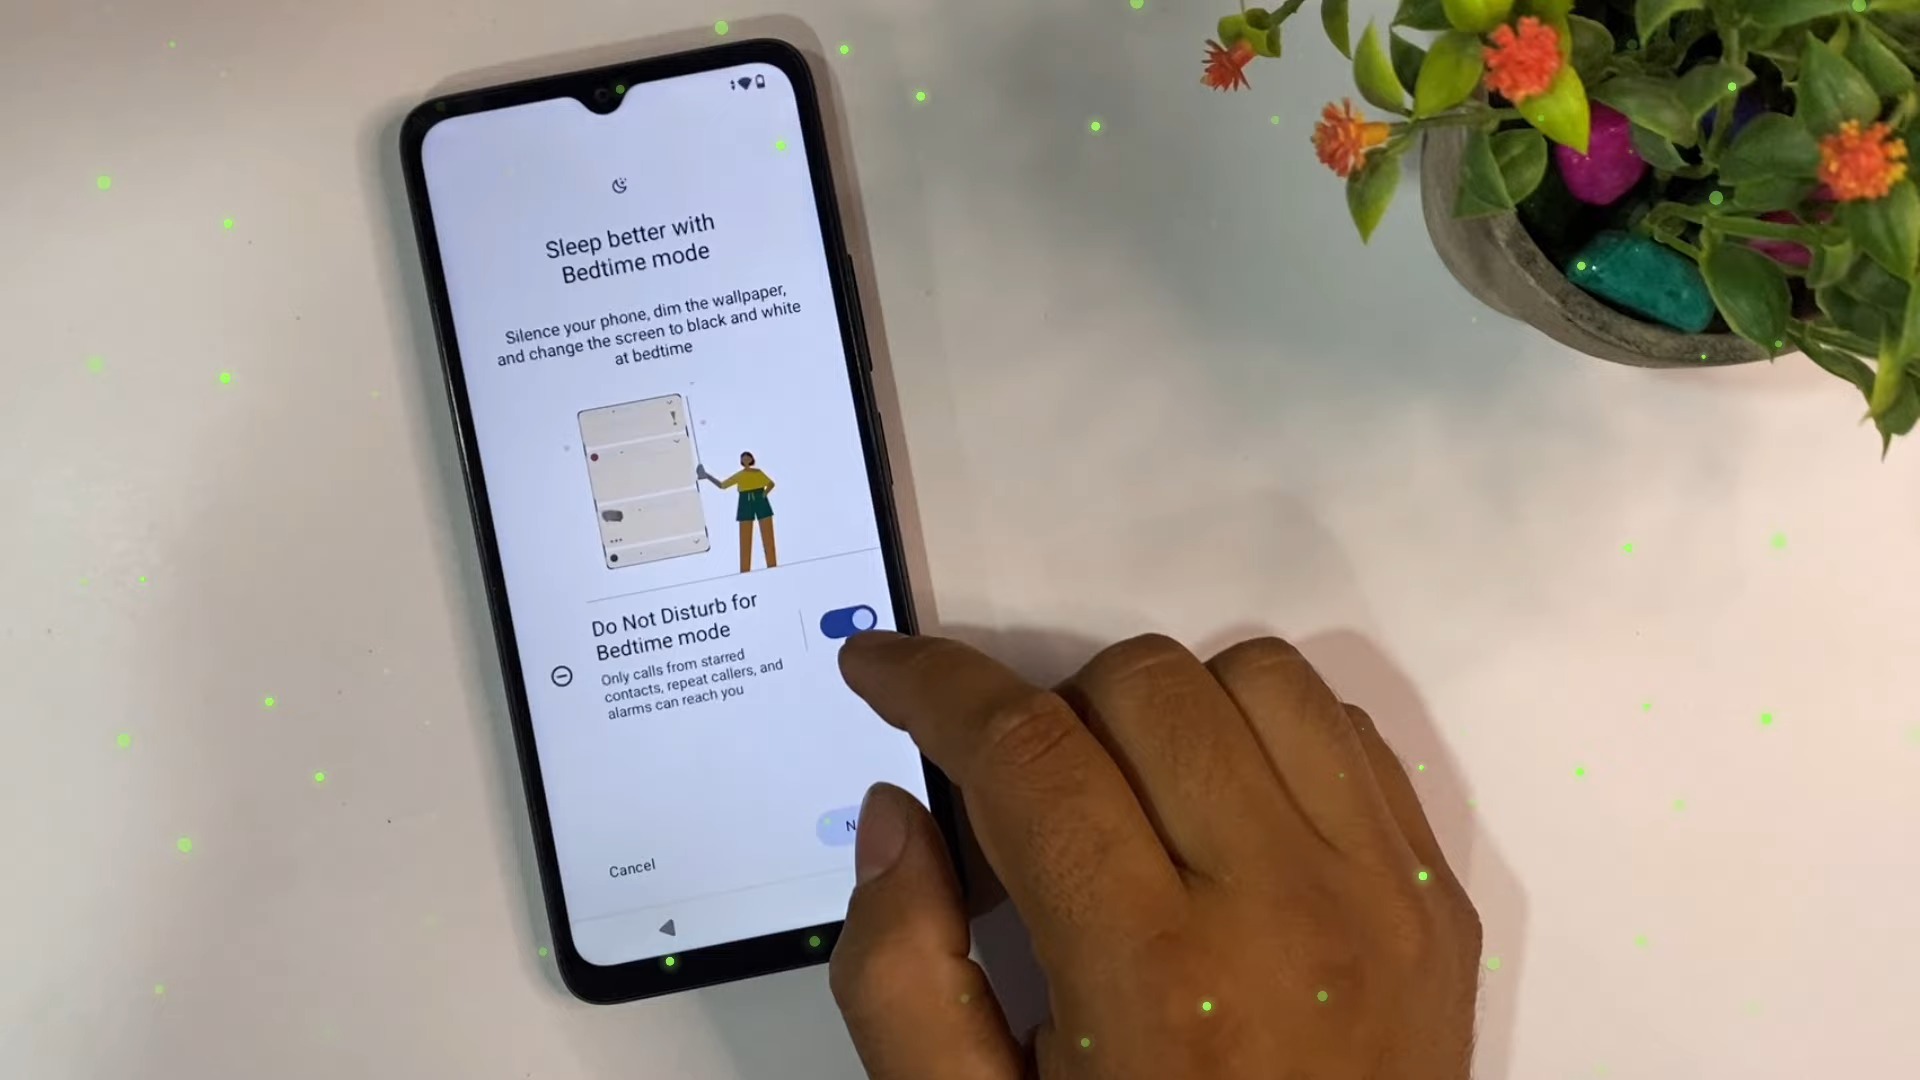 Sleep better with
Bedtime mode
Silence your phone, dim the wallpaper,
and change the screen to black and white
at bedtime
Do Not Disturb for
Bedtime mode
Only calls from starred
contacts, repeat callers, and
alarms can reach you
Cancel